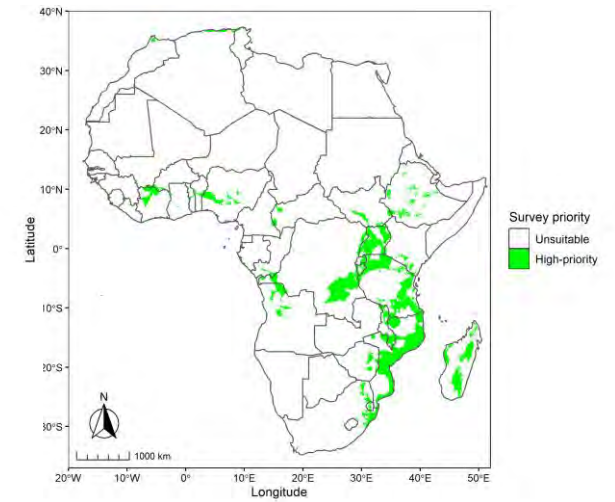 40°N
30°N
20°N
10°N
0°
10°S
20°S
30°S
Latitude
N
1000 km
20°W
10°W
0°
10°E
20°E
30°E
40°E
50°E
Longitude
Survey priority
Unsuitable
High-priority